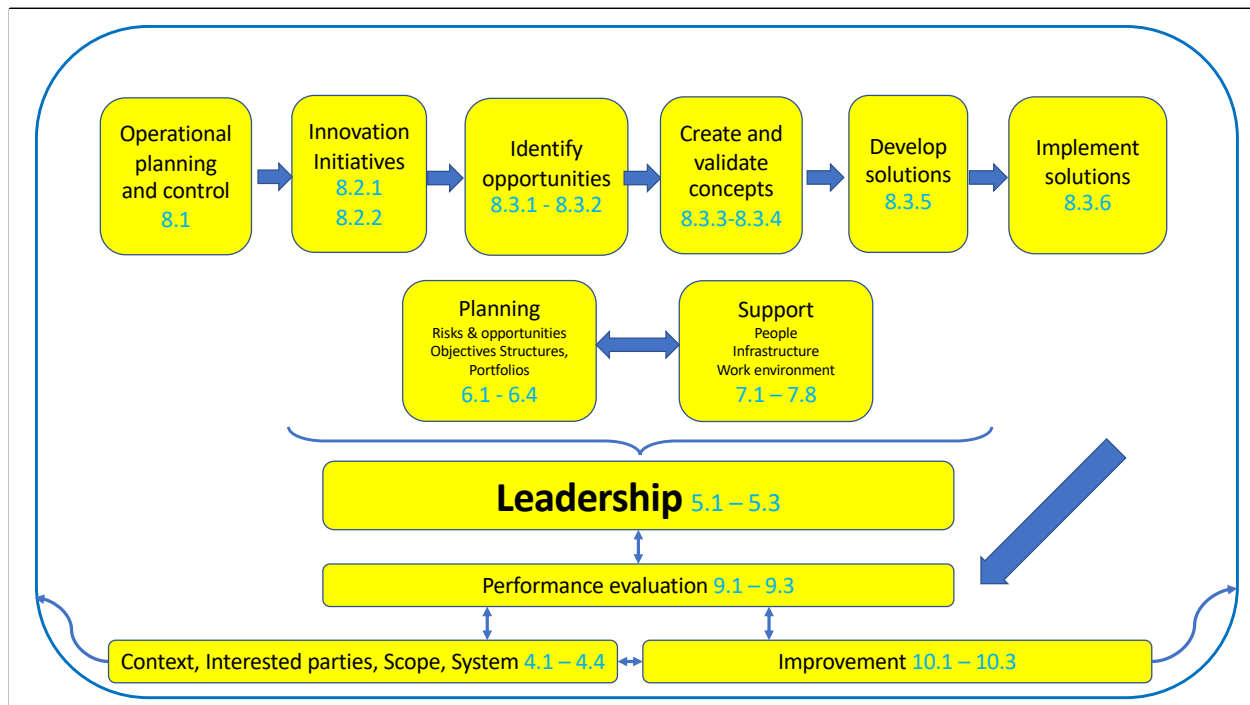 Operational
planning
and control
8.1
Innovation
Initiatives
8.2.1
8.2.2
Identify
opportunities
8.3.1 - 8.3.2
Create and
validate
concepts
8.3.3-8.3.4
Develop
solutions
8.3.5
Implement
solutions
8.3.6
Planning
Risks & opportunities
Objectives Structures,
Portfolios
6.1 - 6.4
Support
People
Infrastructure
Work environment
7.1 – 7.8
Leadership 5.1 – 5.3
Performance evaluation 9.1 – 9.3
Context, Interested parties, Scope, System 4.1 – 4.4
Improvement 10.1 – 10.3